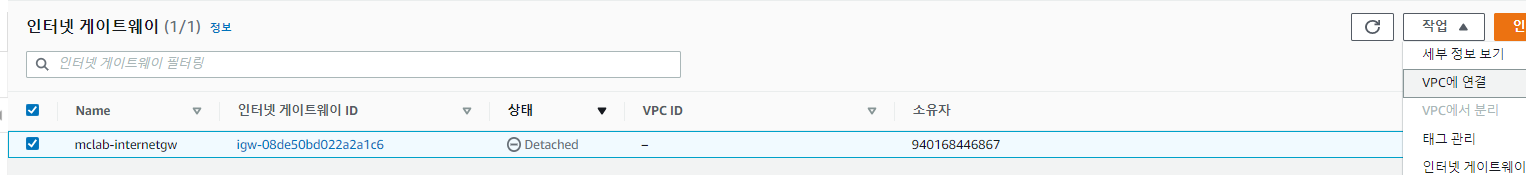 인터넷 게이트웨이 (1/1) 정보
작업
인
인터넷 게이트웨이 필터링
세부 정보 보기
VPC에 연결
VPC에서 분리
태그 관리
인터넷 게이트웨이
Name 인터넷 게이트웨이 ID 상태 VPC ID 소유자
mclab-internetgw igw-08de50bd022a2a1c6 Detached – 940168446867